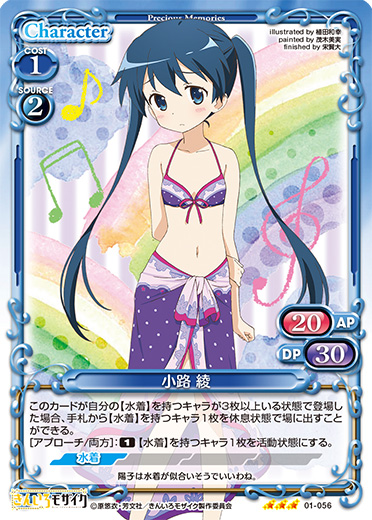 Precious Memories
Character
illustrated by 植田和幸
painted by 茂木美実
finished by 宋賢大
COST
1
SOURCE
2
20 AP
DP 30
小路 綾
このカードが自分の【水着】を持つキャラが3枚以上いる状態で登場し
た場合、手札から【水着】を持つキャラ1枚を休息状態で場に出すこと
ができる。
[アプローチ/両方]: 1 【水着】を持つキャラ1枚を活動状態にする。
水着
陽子は水着が似合いそうでいいわね。
きんいろモザイク
©原悠衣・芳文社/きんいろモザイク製作委員会
01-056